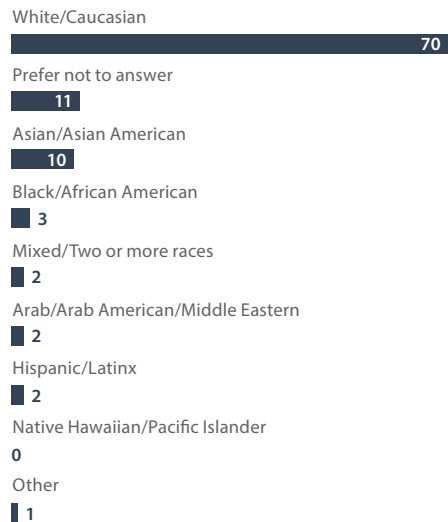 White/Caucasian
70
Prefer not to answer
11
Asian/Asian American
10
Black/African American
3
Mixed/Two or more races
2
Arab/Arab American/Middle Eastern
2
Hispanic/Latinx
2
Native Hawaiian/Pacific Islander
0
Other
1